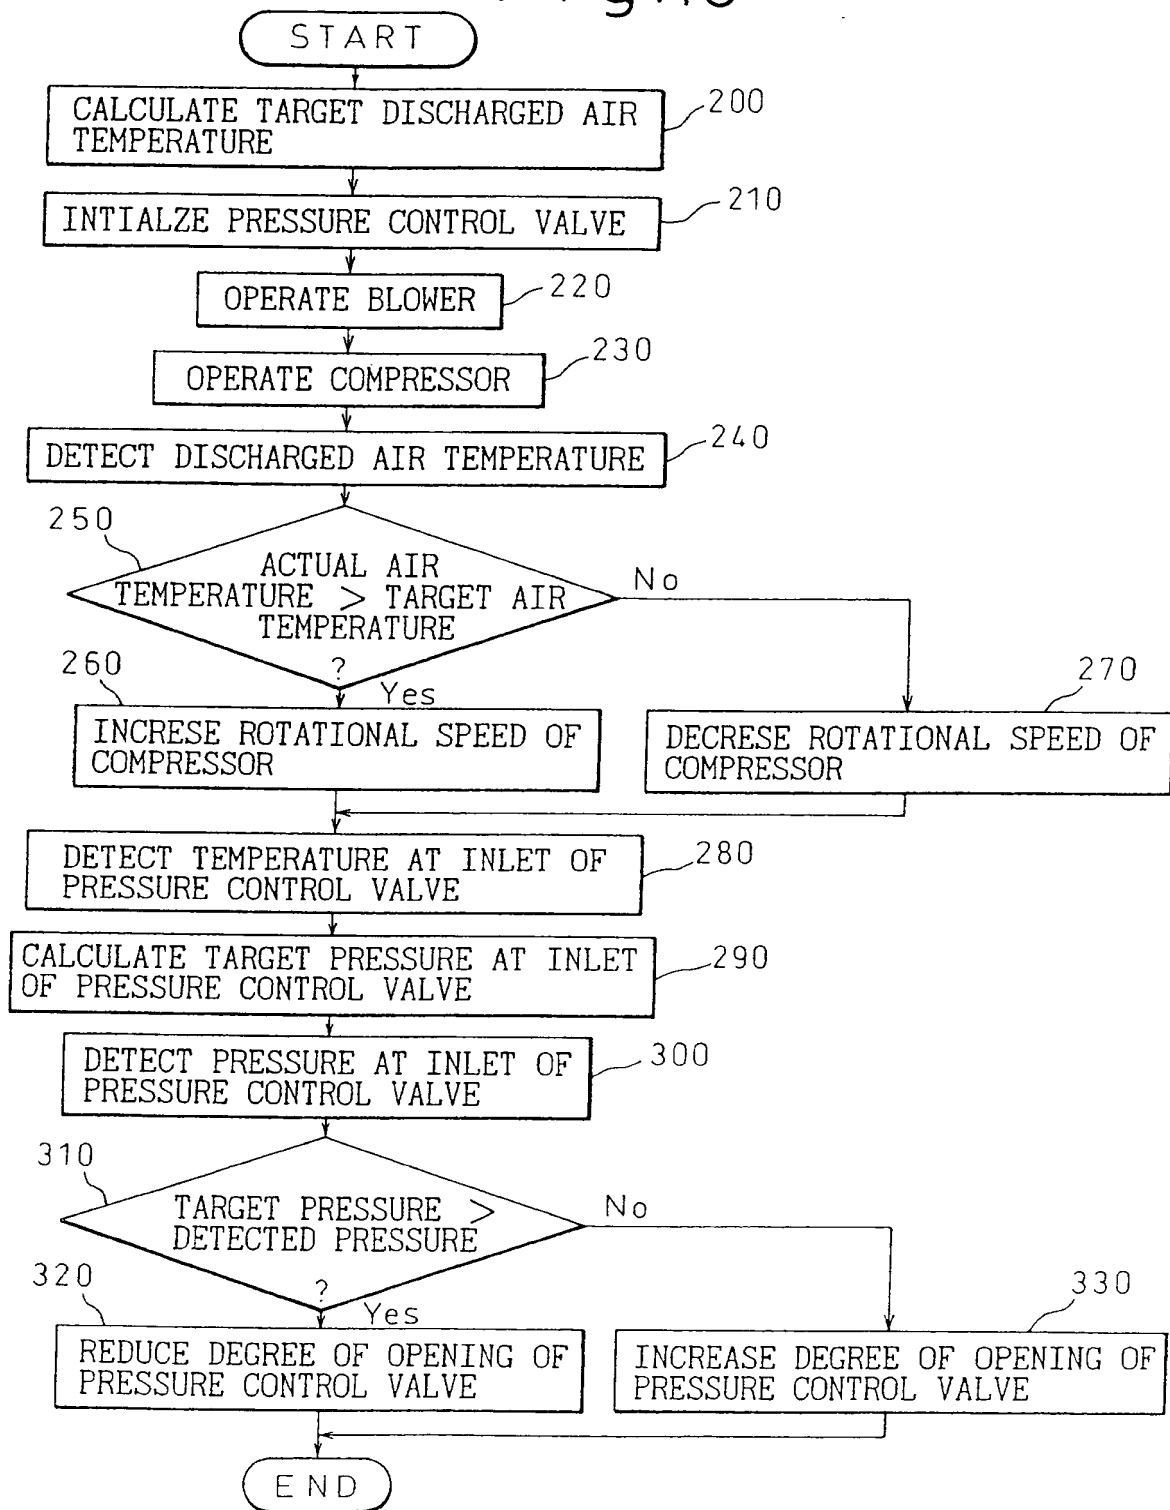 START
CALCULATE TARGET DISCHARGED AIR
TEMPERATURE
200
INTIALZE PRESSURE CONTROL VALVE
210
OPERATE BLOWER
220
OPERATE COMPRESSOR
230
DETECT DISCHARGED AIR TEMPERATURE
240
250
ACTUAL AIR
TEMPERATURE > TARGET AIR
TEMPERATURE
?
No
Yes
260
INCRESE ROTATIONAL SPEED OF
COMPRESSOR
270
DECRESE ROTATIONAL SPEED OF
COMPRESSOR
DETECT TEMPERATURE AT INLET OF
PRESSURE CONTROL VALVE
280
CALCULATE TARGET PRESSURE AT INLET
OF PRESSURE CONTROL VALVE
290
DETECT PRESSURE AT INLET OF
PRESSURE CONTROL VALVE
300
310
TARGET PRESSURE >
DETECTED PRESSURE
?
No
Yes
320
REDUCE DEGREE OF OPENING OF
PRESSURE CONTROL VALVE
330
INCREASE DEGREE OF OPENING OF
PRESSURE CONTROL VALVE
END